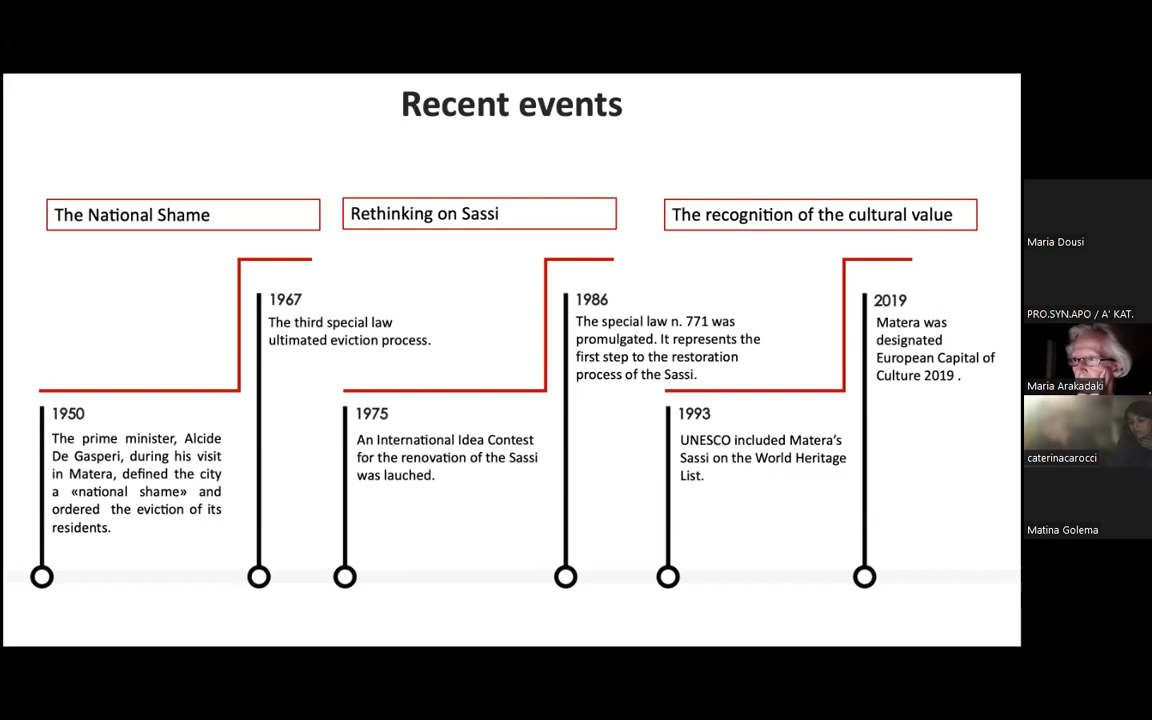 Recent events
The National Shame
Rethinking on Sassi
The recognition of the cultural value
1967
The third special law
ultimated eviction process.
1986
The special law n. 771 was
promulgated. It represents the
first step to the restoration
process of the Sassi.
2019
Matera was
designated
European Capital of
Culture 2019 .
1950
The prime minister, Alcide
De Gasperi, during his visit
in Matera, defined the city
a «national shame» and
ordered the eviction of its
residents.
1975
An International Idea Contest
for the renovation of the Sassi
was lauched.
1993
UNESCO included Matera's
Sassi on the World Heritage
List.
Maria Dousi
PRO.SYN.APO / A' KAT.
Maria Arakadaki
caterinacarocci
Matina Golema